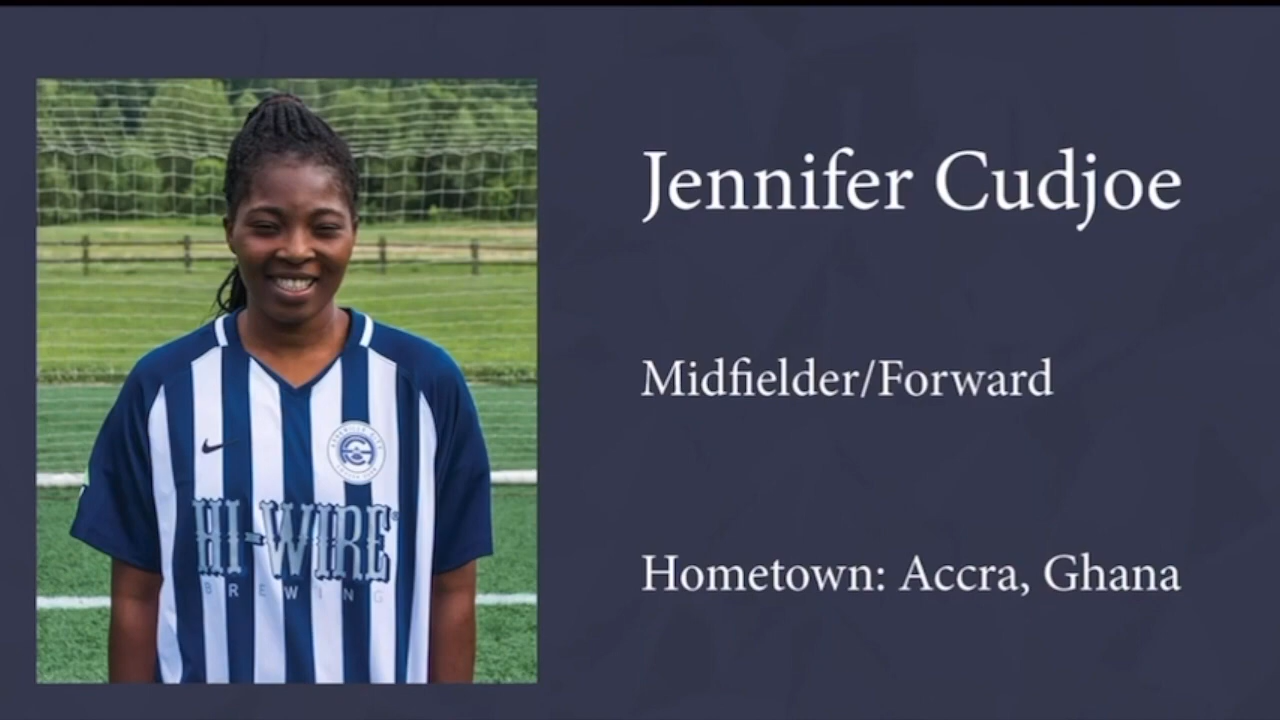 Jennifer Cudjoe
Midfielder/Forward
Hometown: Accra, Ghana
HI-WIRE
BREWING